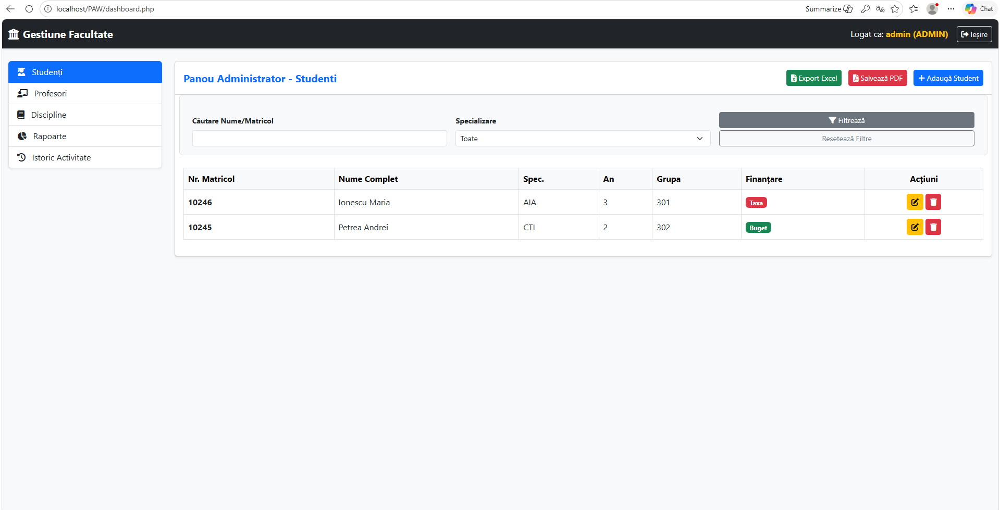 localhost/PAW/dashboard.php
Summarize
Chat
Gestiune Facultate
Logat ca: admin (ADMIN)
Ieșire
Studenți
Profesori
Discipline
Rapoarte
Istoric Activitate
Panou Administrator - Studenti
Export Excel
Salvează PDF
Adaugă Student
Căutare Nume/Matricol
Specializare
Toate
Filtrează
Resetează Filtre
Nr. Matricol Nume Complet Spec. An Grupa Finanțare Acțiuni
10246 Ionescu Maria AIA 3 301 Taxa
10245 Petrea Andrei CTI 2 302 Buget